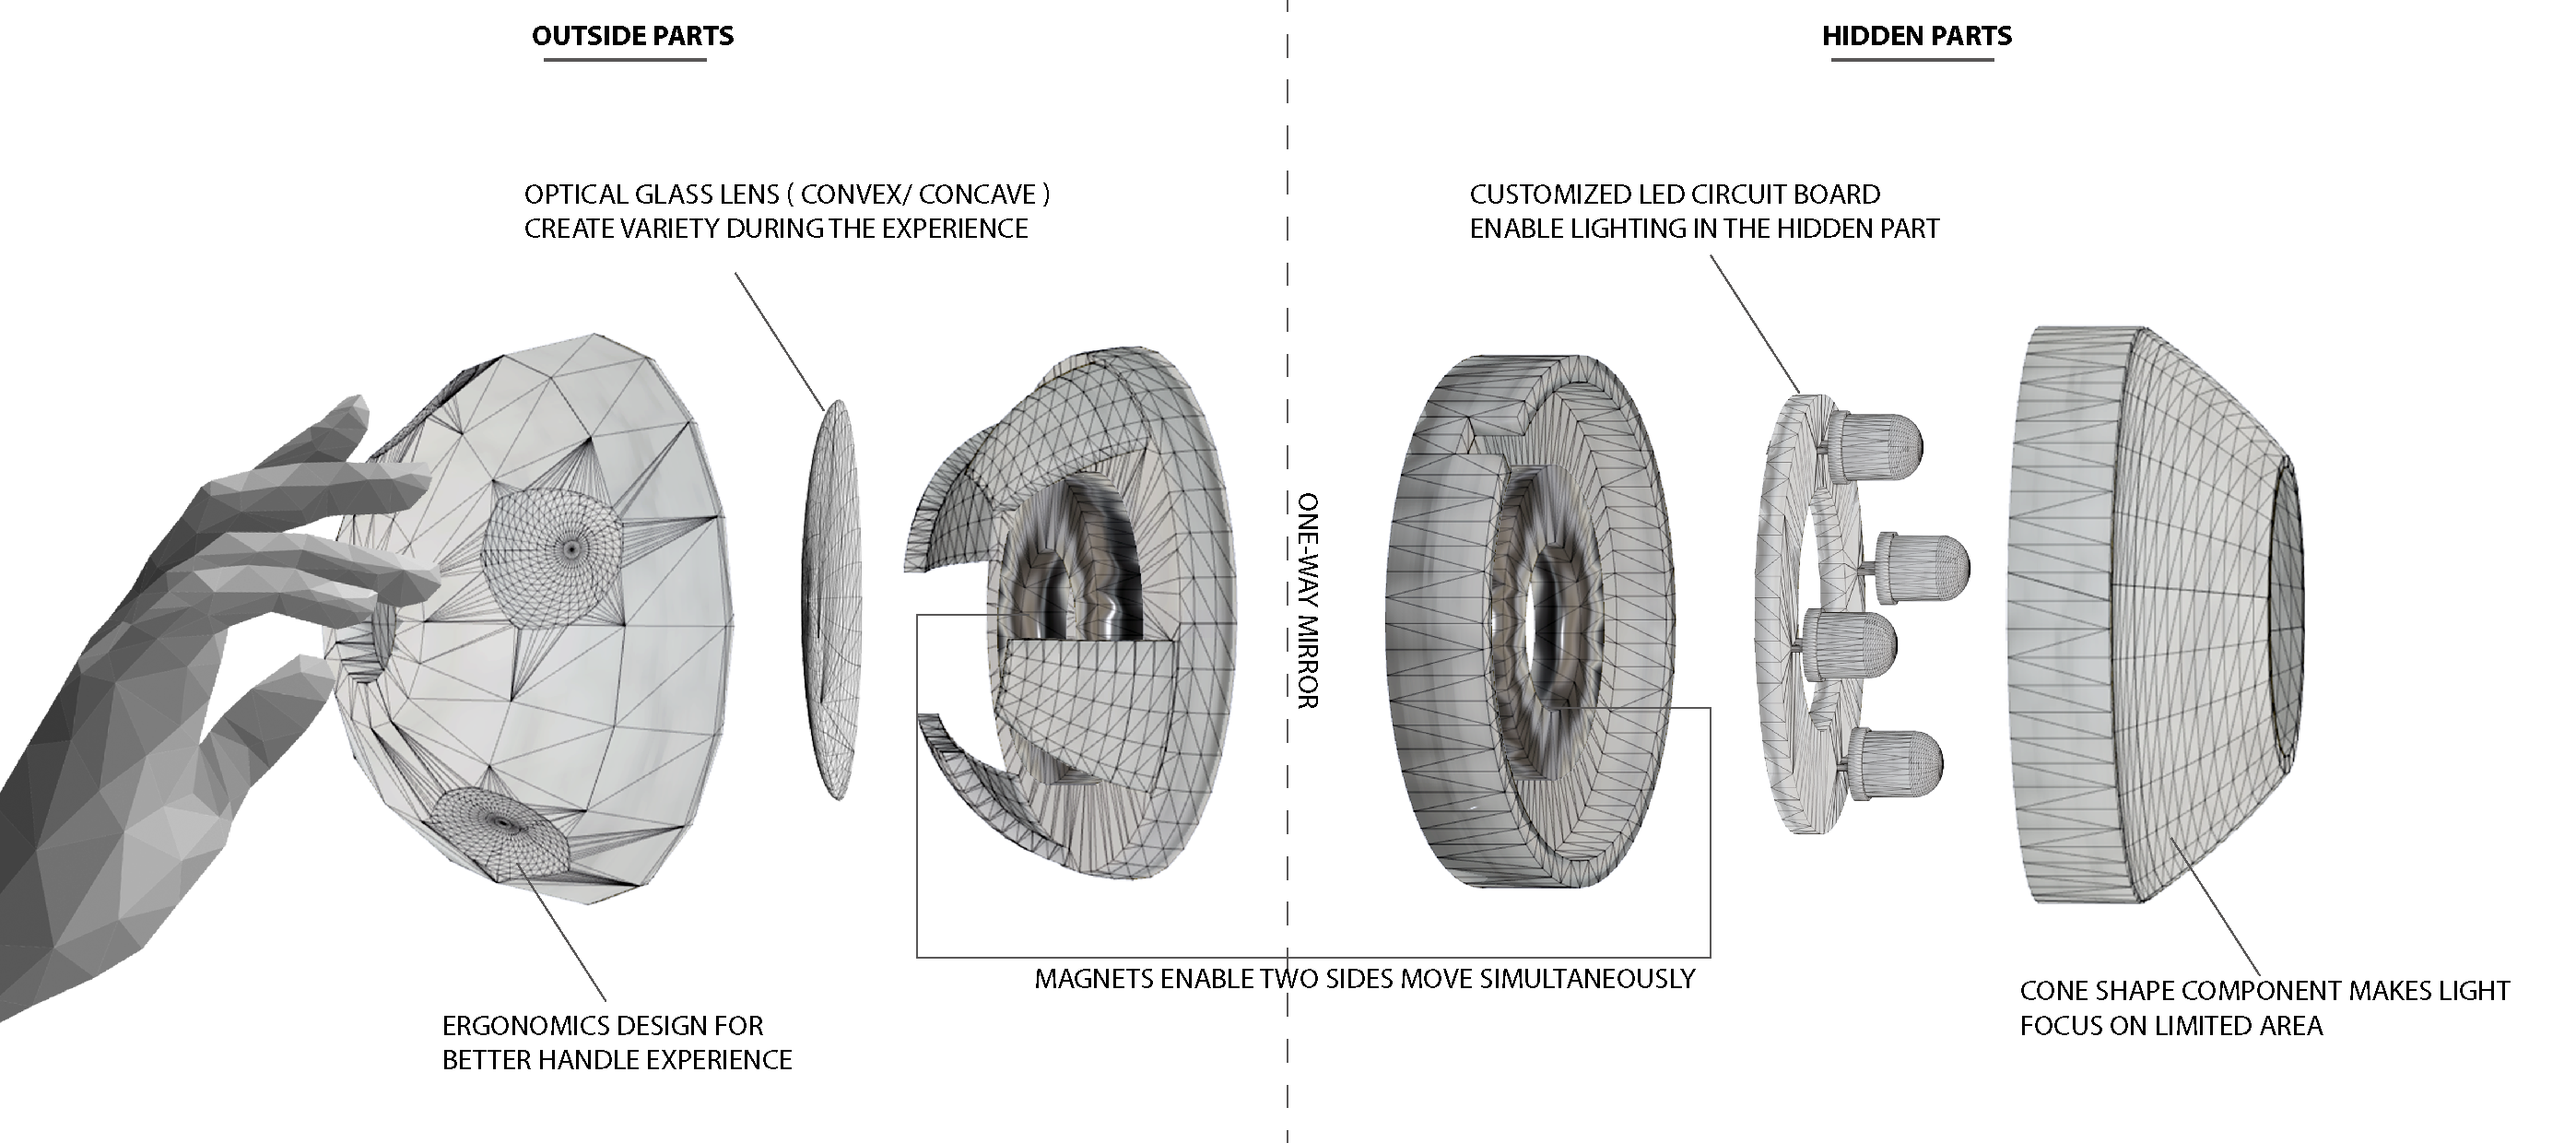 OUTSIDE PARTS
HIDDEN PARTS
OPTICAL GLASS LENS ( CONVEX/ CONCAVE )
CREATE VARIETY DURING THE EXPERIENCE
CUSTOMIZED LED CIRCUIT BOARD
ENABLE LIGHTING IN THE HIDDEN PART
ONE-WAY MIRROR
MAGNETS ENABLE TWO SIDES MOVE SIMULTANEOUSLY
ERGONOMICS DESIGN FOR
BETTER HANDLE EXPERIENCE
CONE SHAPE COMPONENT MAKES LIGHT
FOCUS ON LIMITED AREA